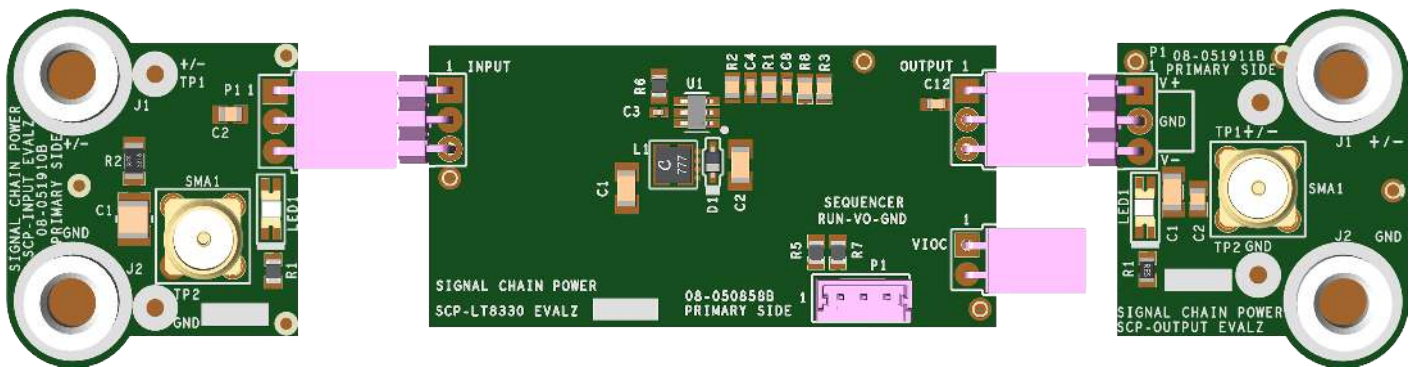 SIGNAL CHAIN POWER
SCP-INPUT EVALZ
08-051910B
PRIMARY SIDE
+/-
GND
J1
+/-
TP1
P1 1
C2
R2
SMA1
C1
LED1
R1
J2
TP2
GND
1 INPUT
R6
C3
U1
R2
C4
R1
C8
R8
R3
OUTPUT 1
C12
L1
777
C1
D1
C2
SEQUENCER
RUN-VO-GND
1
VIOC
R5
R7
P1
1
SIGNAL CHAIN POWER
SCP-LT8330 EVALZ
08-050858B
PRIMARY SIDE
P1
08-051911B
1
PRIMARY SIDE
V+
GND
V-
TP1
+/-
J1
+/-
SMA1
LED1
C1
C2
TP2
GND
J2
GND
R1
SIGNAL CHAIN POWER
SCP-OUTPUT EVALZ